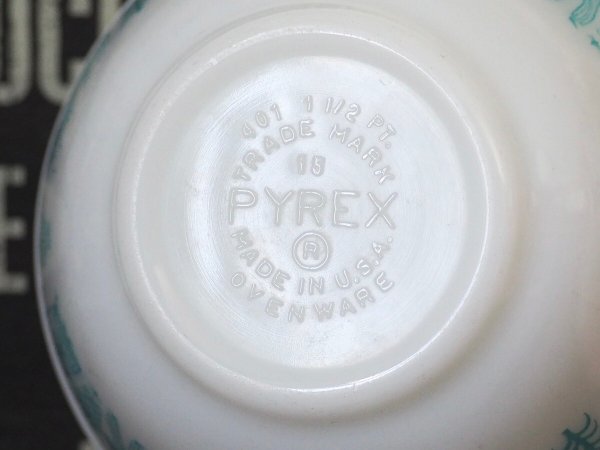 401 1 1/2 PT.
TRADE MARK
15
PYREX
®
MADE IN U.S.A.
OVENWARE